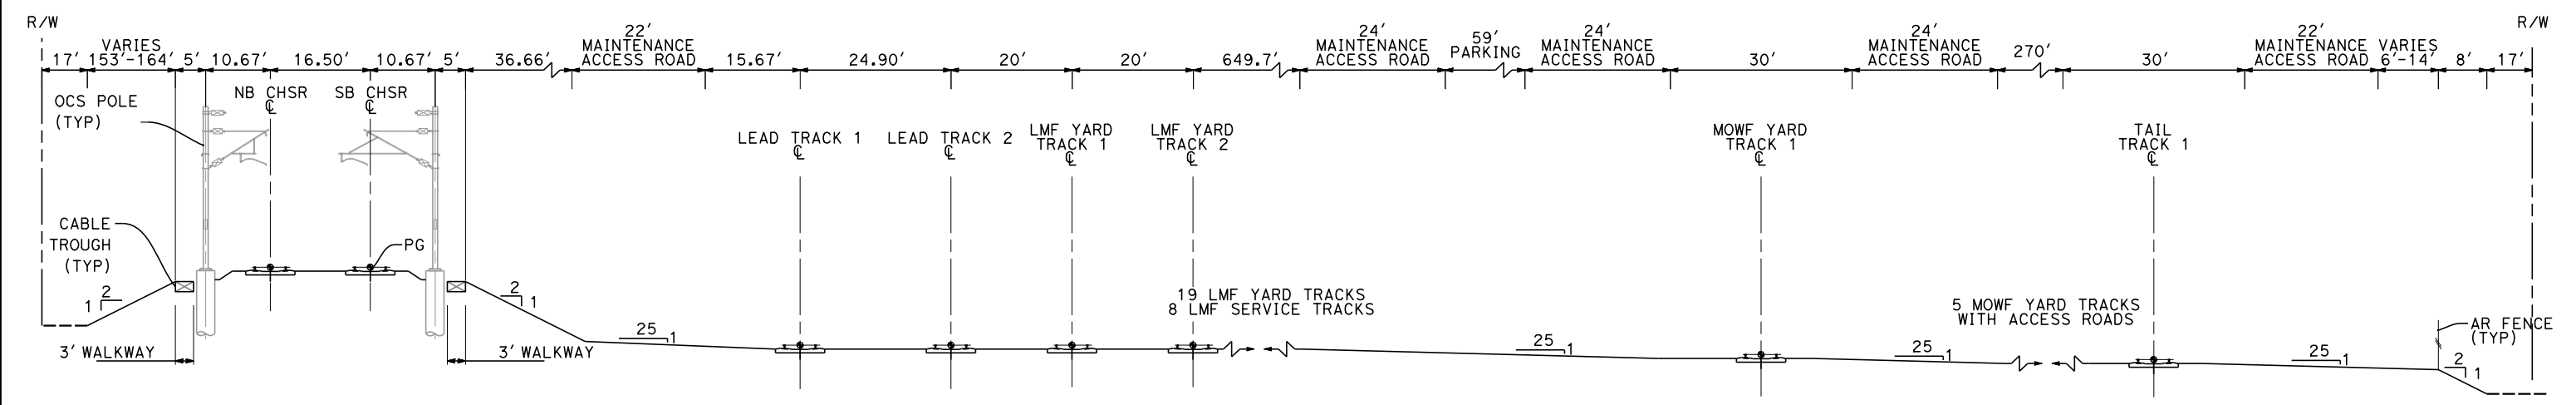 R/W
R/W
17'
VARIES
153'-164'
5'
10.67'
16.50'
10.67'
5'
36.66'
22'
MAINTENANCE
ACCESS ROAD
15.67'
24.90'
20'
20'
649.7'
24'
MAINTENANCE
ACCESS ROAD
59'
PARKING
24'
MAINTENANCE
ACCESS ROAD
30'
24'
MAINTENANCE
ACCESS ROAD
270'
30'
22'
MAINTENANCE
ACCESS ROAD
VARIES
6'-14'
8'
17'
OCS POLE
(TYP)
NB CHSR
℄
SB CHSR
℄
LEAD TRACK 1
℄
LEAD TRACK 2
℄
LMF YARD
TRACK 1
℄
LMF YARD
TRACK 2
℄
MOWF YARD
TRACK 1
℄
TAIL
TRACK 1
℄
CABLE
TROUGH
(TYP)
PG
2
1
2
1
25
1
19 LMF YARD TRACKS
8 LMF SERVICE TRACKS
25
1
25
1
5 MOWF YARD TRACKS
WITH ACCESS ROADS
25
1
AR FENCE
(TYP)
2
1
3' WALKWAY
3' WALKWAY